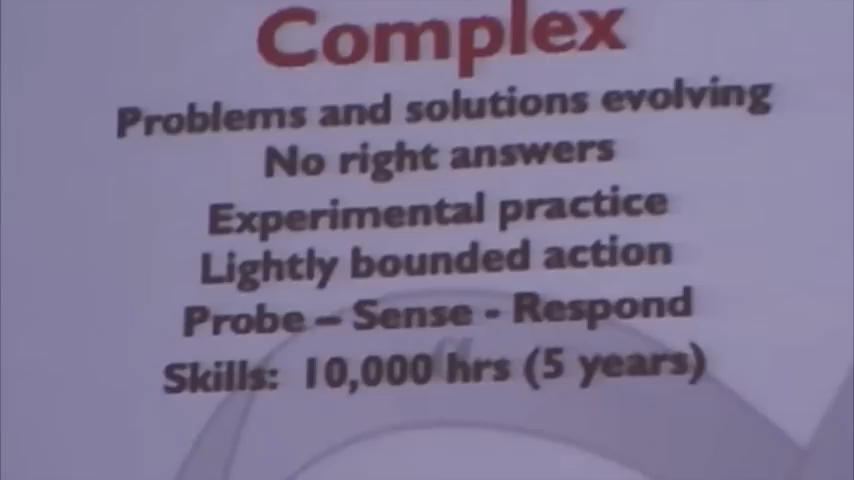 Complex
Problems and solutions evolving
No right answers
Experimental practice
Lightly bounded action
Probe – Sense - Respond
Skills: 10,000 hrs (5 years)